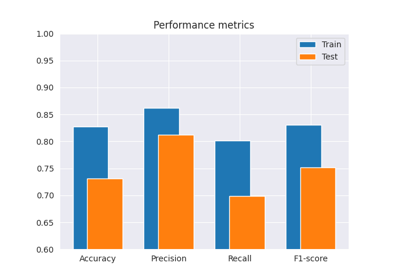 Performance metrics
1.00
0.95
0.90
0.85
0.80
0.75
0.70
0.65
0.60
Train
Test
Accuracy Precision Recall F1-score